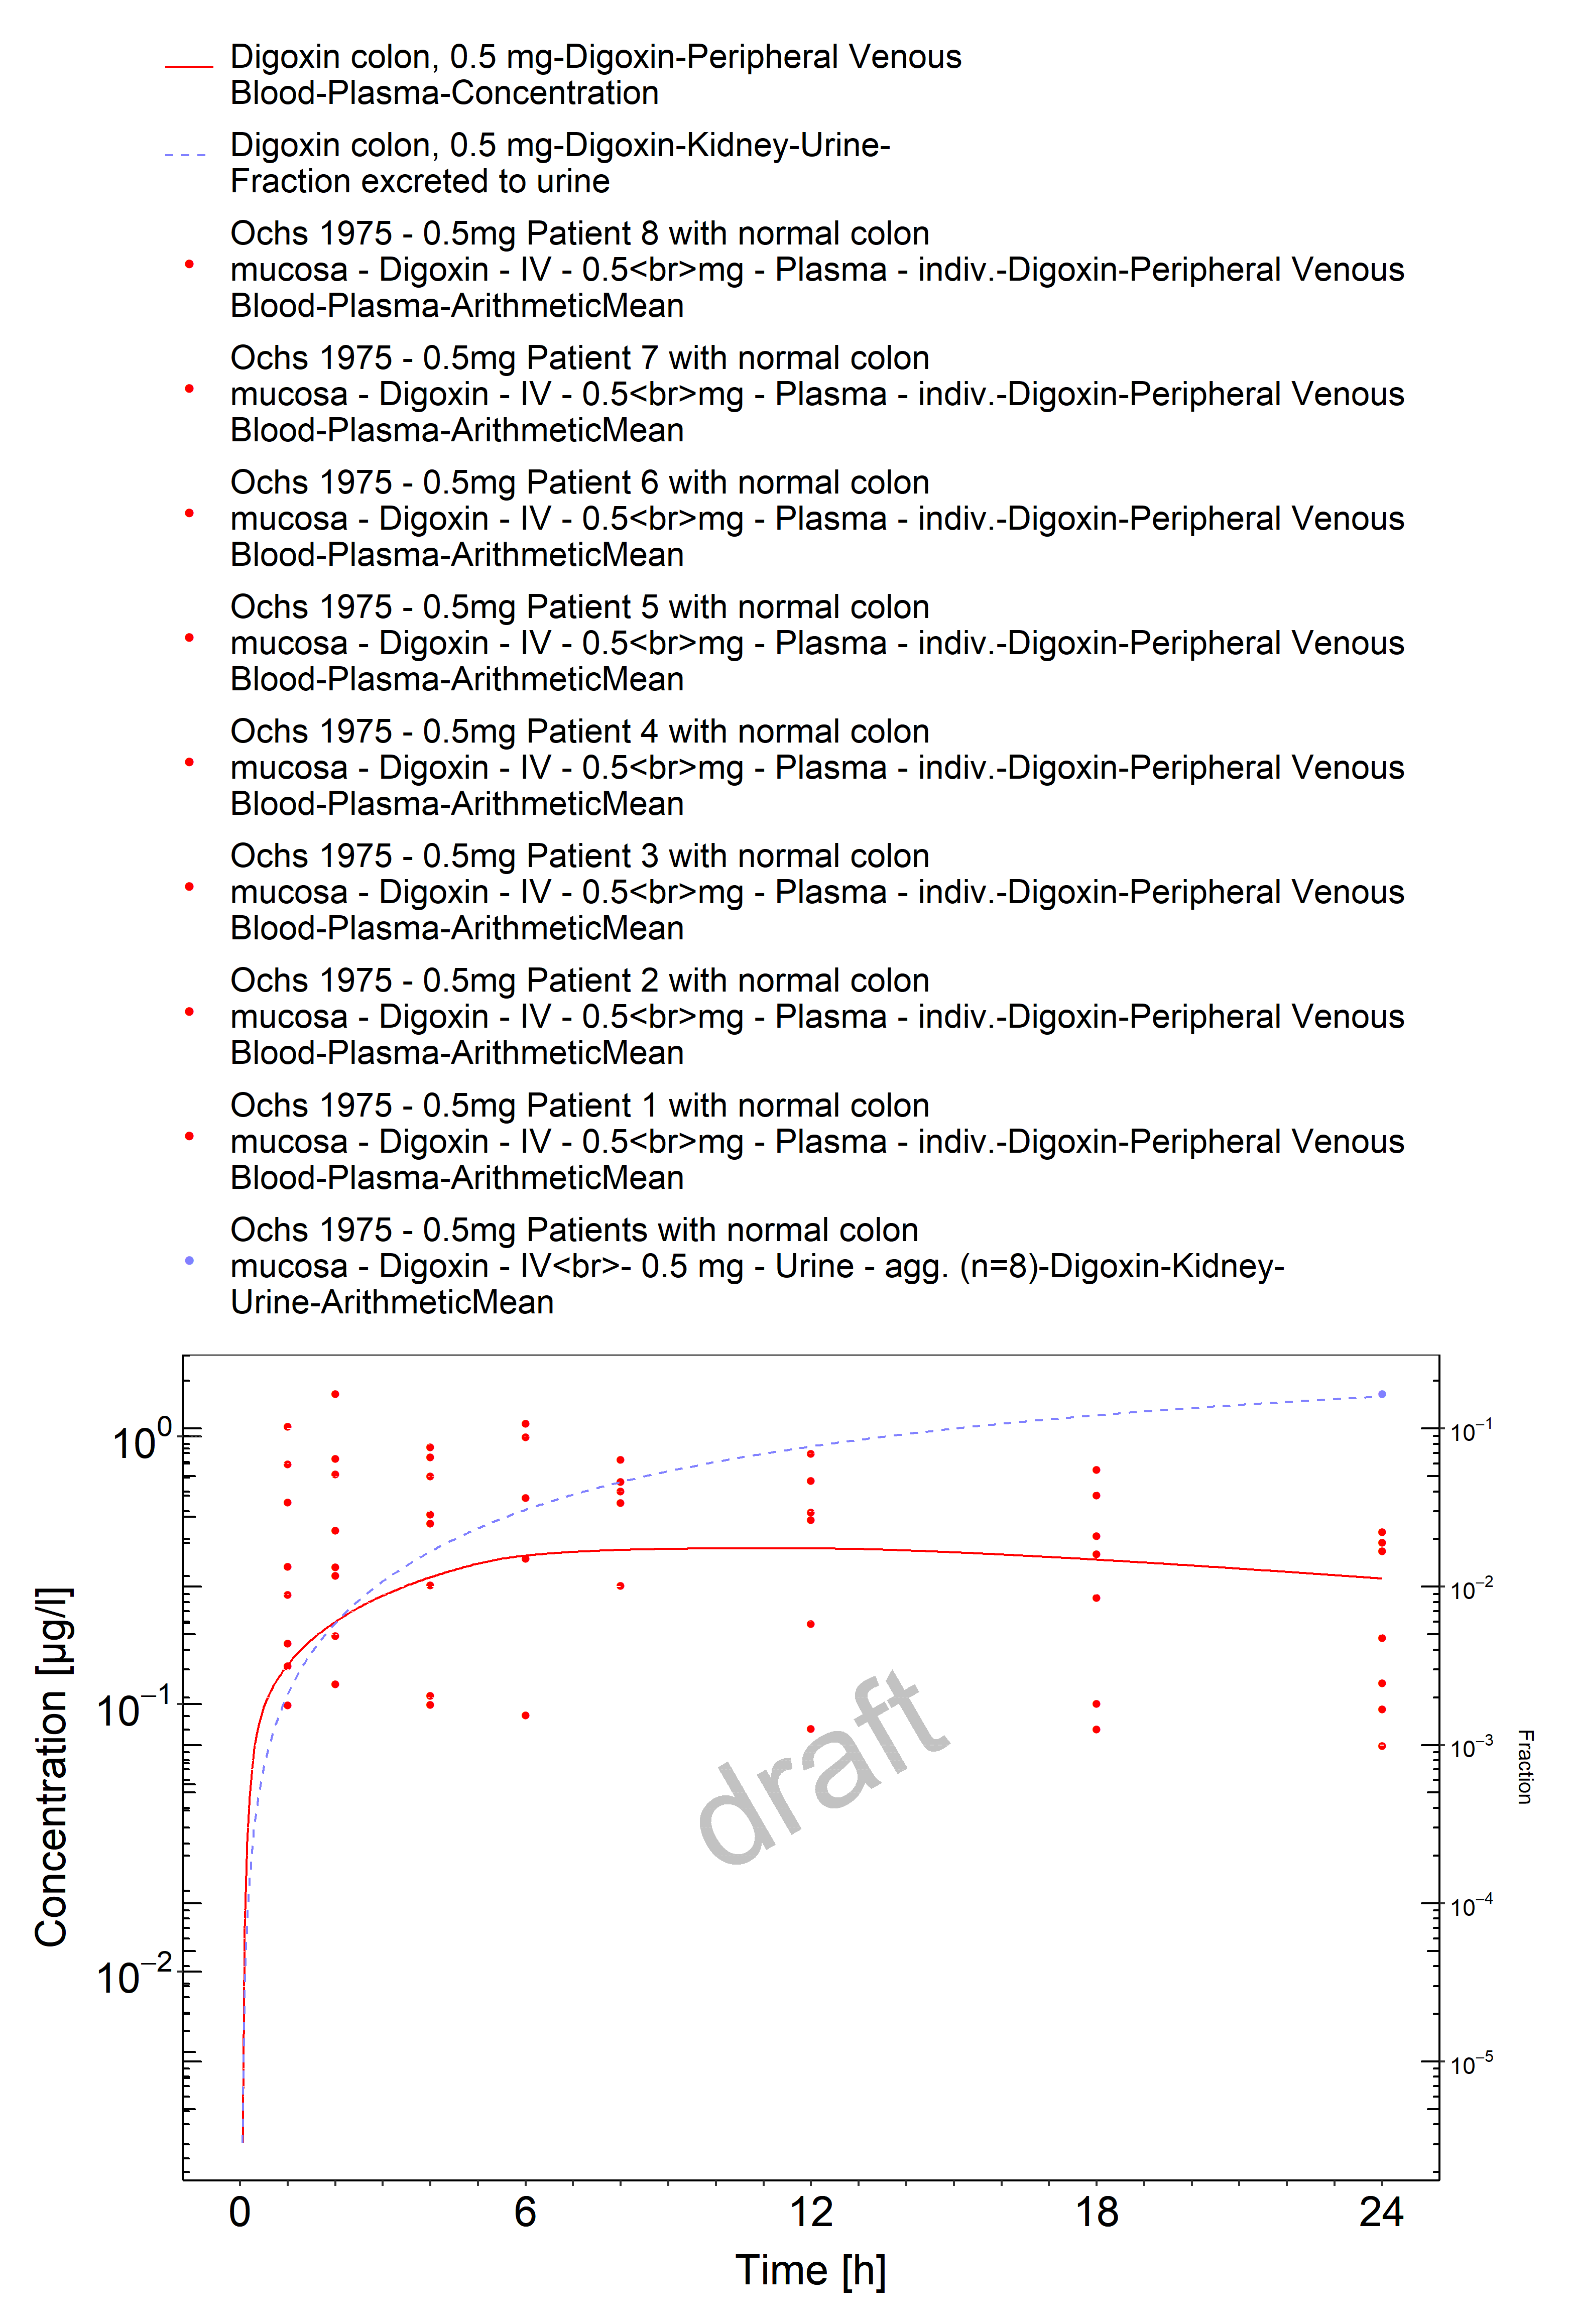 Digoxin colon, 0.5 mg-Digoxin-Peripheral Venous
Blood-Plasma-Concentration
Digoxin colon, 0.5 mg-Digoxin-Kidney-Urine-
Fraction excreted to urine
Ochs 1975 - 0.5mg Patient 8 with normal colon
mucosa - Digoxin - IV - 0.5<br>mg - Plasma - indiv.-Digoxin-Peripheral Venous
Blood-Plasma-ArithmeticMean
Ochs 1975 - 0.5mg Patient 7 with normal colon
mucosa - Digoxin - IV - 0.5<br>mg - Plasma - indiv.-Digoxin-Peripheral Venous
Blood-Plasma-ArithmeticMean
Ochs 1975 - 0.5mg Patient 6 with normal colon
mucosa - Digoxin - IV - 0.5<br>mg - Plasma - indiv.-Digoxin-Peripheral Venous
Blood-Plasma-ArithmeticMean
Ochs 1975 - 0.5mg Patient 5 with normal colon
mucosa - Digoxin - IV - 0.5<br>mg - Plasma - indiv.-Digoxin-Peripheral Venous
Blood-Plasma-ArithmeticMean
Ochs 1975 - 0.5mg Patient 4 with normal colon
mucosa - Digoxin - IV - 0.5<br>mg - Plasma - indiv.-Digoxin-Peripheral Venous
Blood-Plasma-ArithmeticMean
Ochs 1975 - 0.5mg Patient 3 with normal colon
mucosa - Digoxin - IV - 0.5<br>mg - Plasma - indiv.-Digoxin-Peripheral Venous
Blood-Plasma-ArithmeticMean
Ochs 1975 - 0.5mg Patient 2 with normal colon
mucosa - Digoxin - IV - 0.5<br>mg - Plasma - indiv.-Digoxin-Peripheral Venous
Blood-Plasma-ArithmeticMean
Ochs 1975 - 0.5mg Patient 1 with normal colon
mucosa - Digoxin - IV - 0.5<br>mg - Plasma - indiv.-Digoxin-Peripheral Venous
Blood-Plasma-ArithmeticMean
Ochs 1975 - 0.5mg Patients with normal colon
mucosa - Digoxin - IV<br>- 0.5 mg - Urine - agg. (n=8)-Digoxin-Kidney-
Urine-ArithmeticMean
Concentration [µg/l]
10⁰
10⁻¹
10⁻²
draft
10⁻¹
10⁻²
10⁻³
10⁻⁴
10⁻⁵
Fraction
0 6 12 18 24
Time [h]